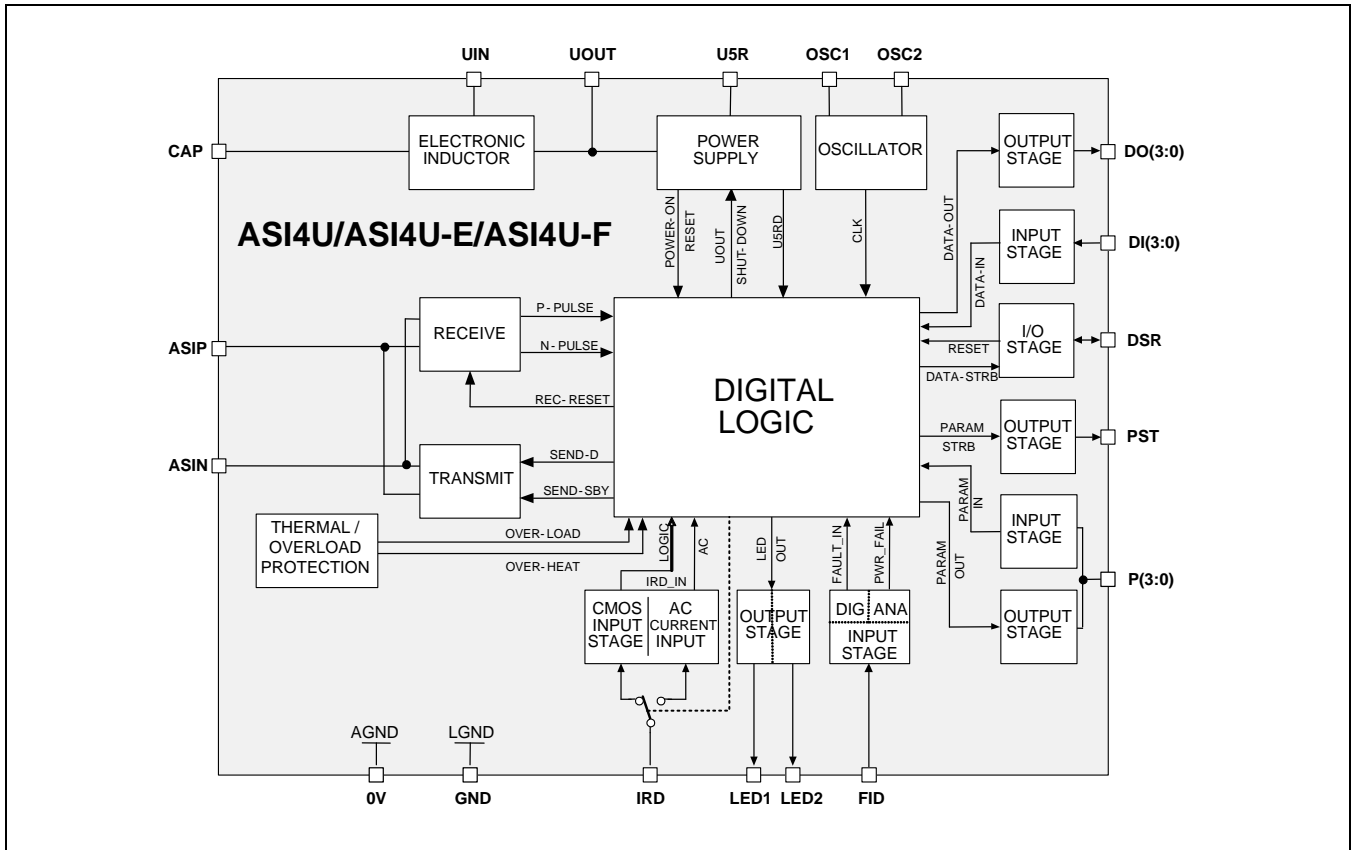 UIN
UOUT
U5R
OSC1
OSC2
CAP
ELECTRONIC
INDUCTOR
POWER
SUPPLY
OSCILLATOR
OUTPUT
STAGE
DO(3:0)
ASI4U/ASI4U-E/ASI4U-F
POWER-ON
RESET
UOUT
SHUT-DOWN
U5RD
CLK
DATA-OUT
DATA-IN
INPUT
STAGE
DI(3:0)
ASIP
RECEIVE
P-PULSE
N-PULSE
REC-RESET
DIGITAL
LOGIC
RESET
DATA-STRB
I/O
STAGE
DSR
ASIN
TRANSMIT
SEND-D
SEND-SBY
PARAM
STRB
OUTPUT
STAGE
PST
THERMAL /
OVERLOAD
PROTECTION
OVER-LOAD
OVER-HEAT
LOGIC
AC
IRD_IN
LED
OUT
FAULT_IN
PWR_FAIL
PARAM
IN
PARAM
OUT
INPUT
STAGE
P(3:0)
OUTPUT
STAGE
CMOS
INPUT
STAGE
AC
CURRENT
INPUT
OUTPUT
STAGE
DIG
ANA
INPUT
STAGE
AGND
LGND
0V
GND
IRD
LED1
LED2
FID